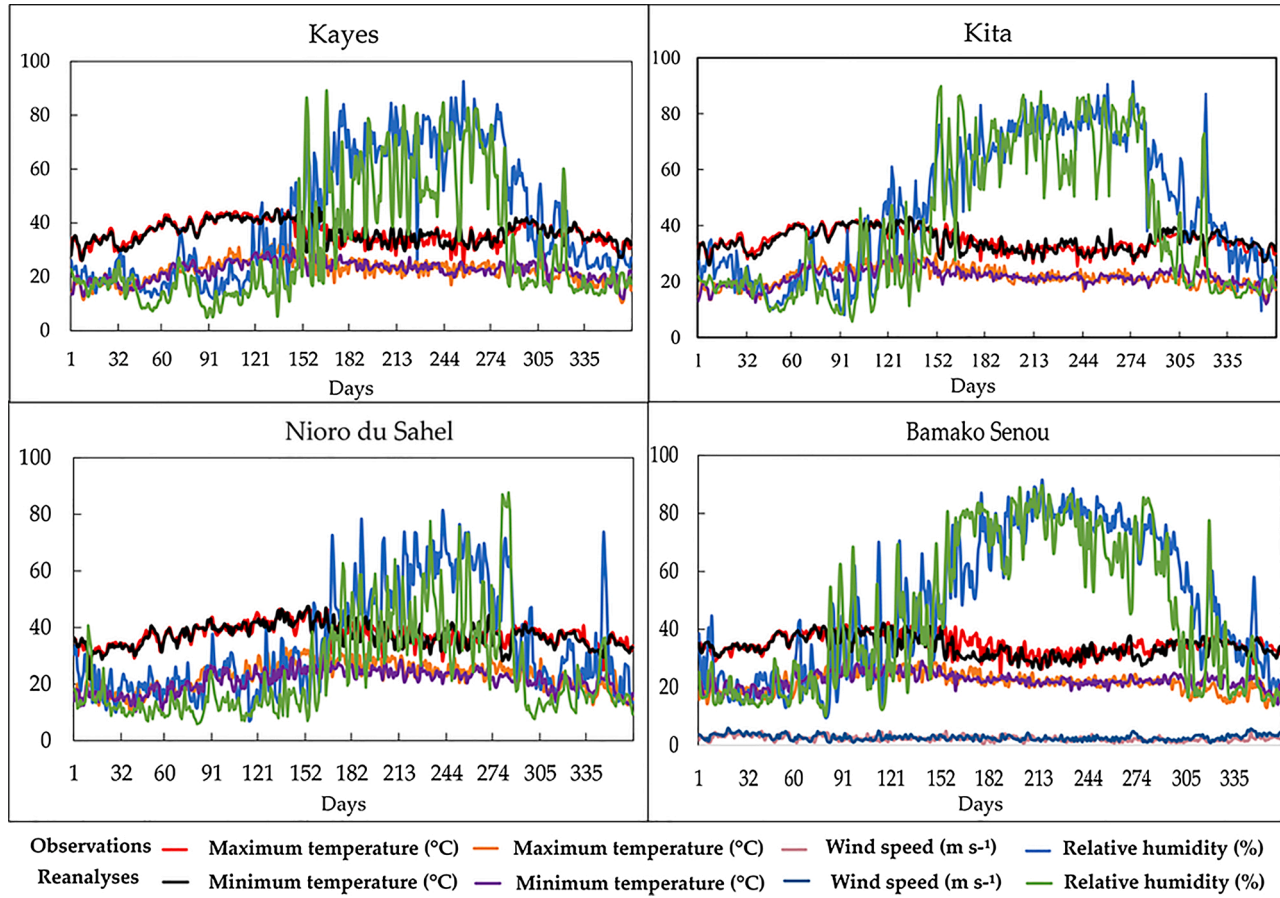 Kayes
100
80
60
40
20
0
1 32 60 91 121 152 182 213 244 274 305 335
Days
Kita
100
80
60
40
20
0
1 32 60 91 121 152 182 213 244 274 305 335
Days
Nioro du Sahel
100
80
60
40
20
0
1 32 60 91 121 152 182 213 244 274 305 335
Days
Bamako Senou
100
80
60
40
20
0
1 32 60 91 121 152 182 213 244 274 305 335
Days
Observations Maximum temperature (°C) Maximum temperature (°C) Wind speed (m s-¹) Relative humidity (%)
Reanalyses Minimum temperature (°C) Minimum temperature (°C) Wind speed (m s-¹) Relative humidity (%)